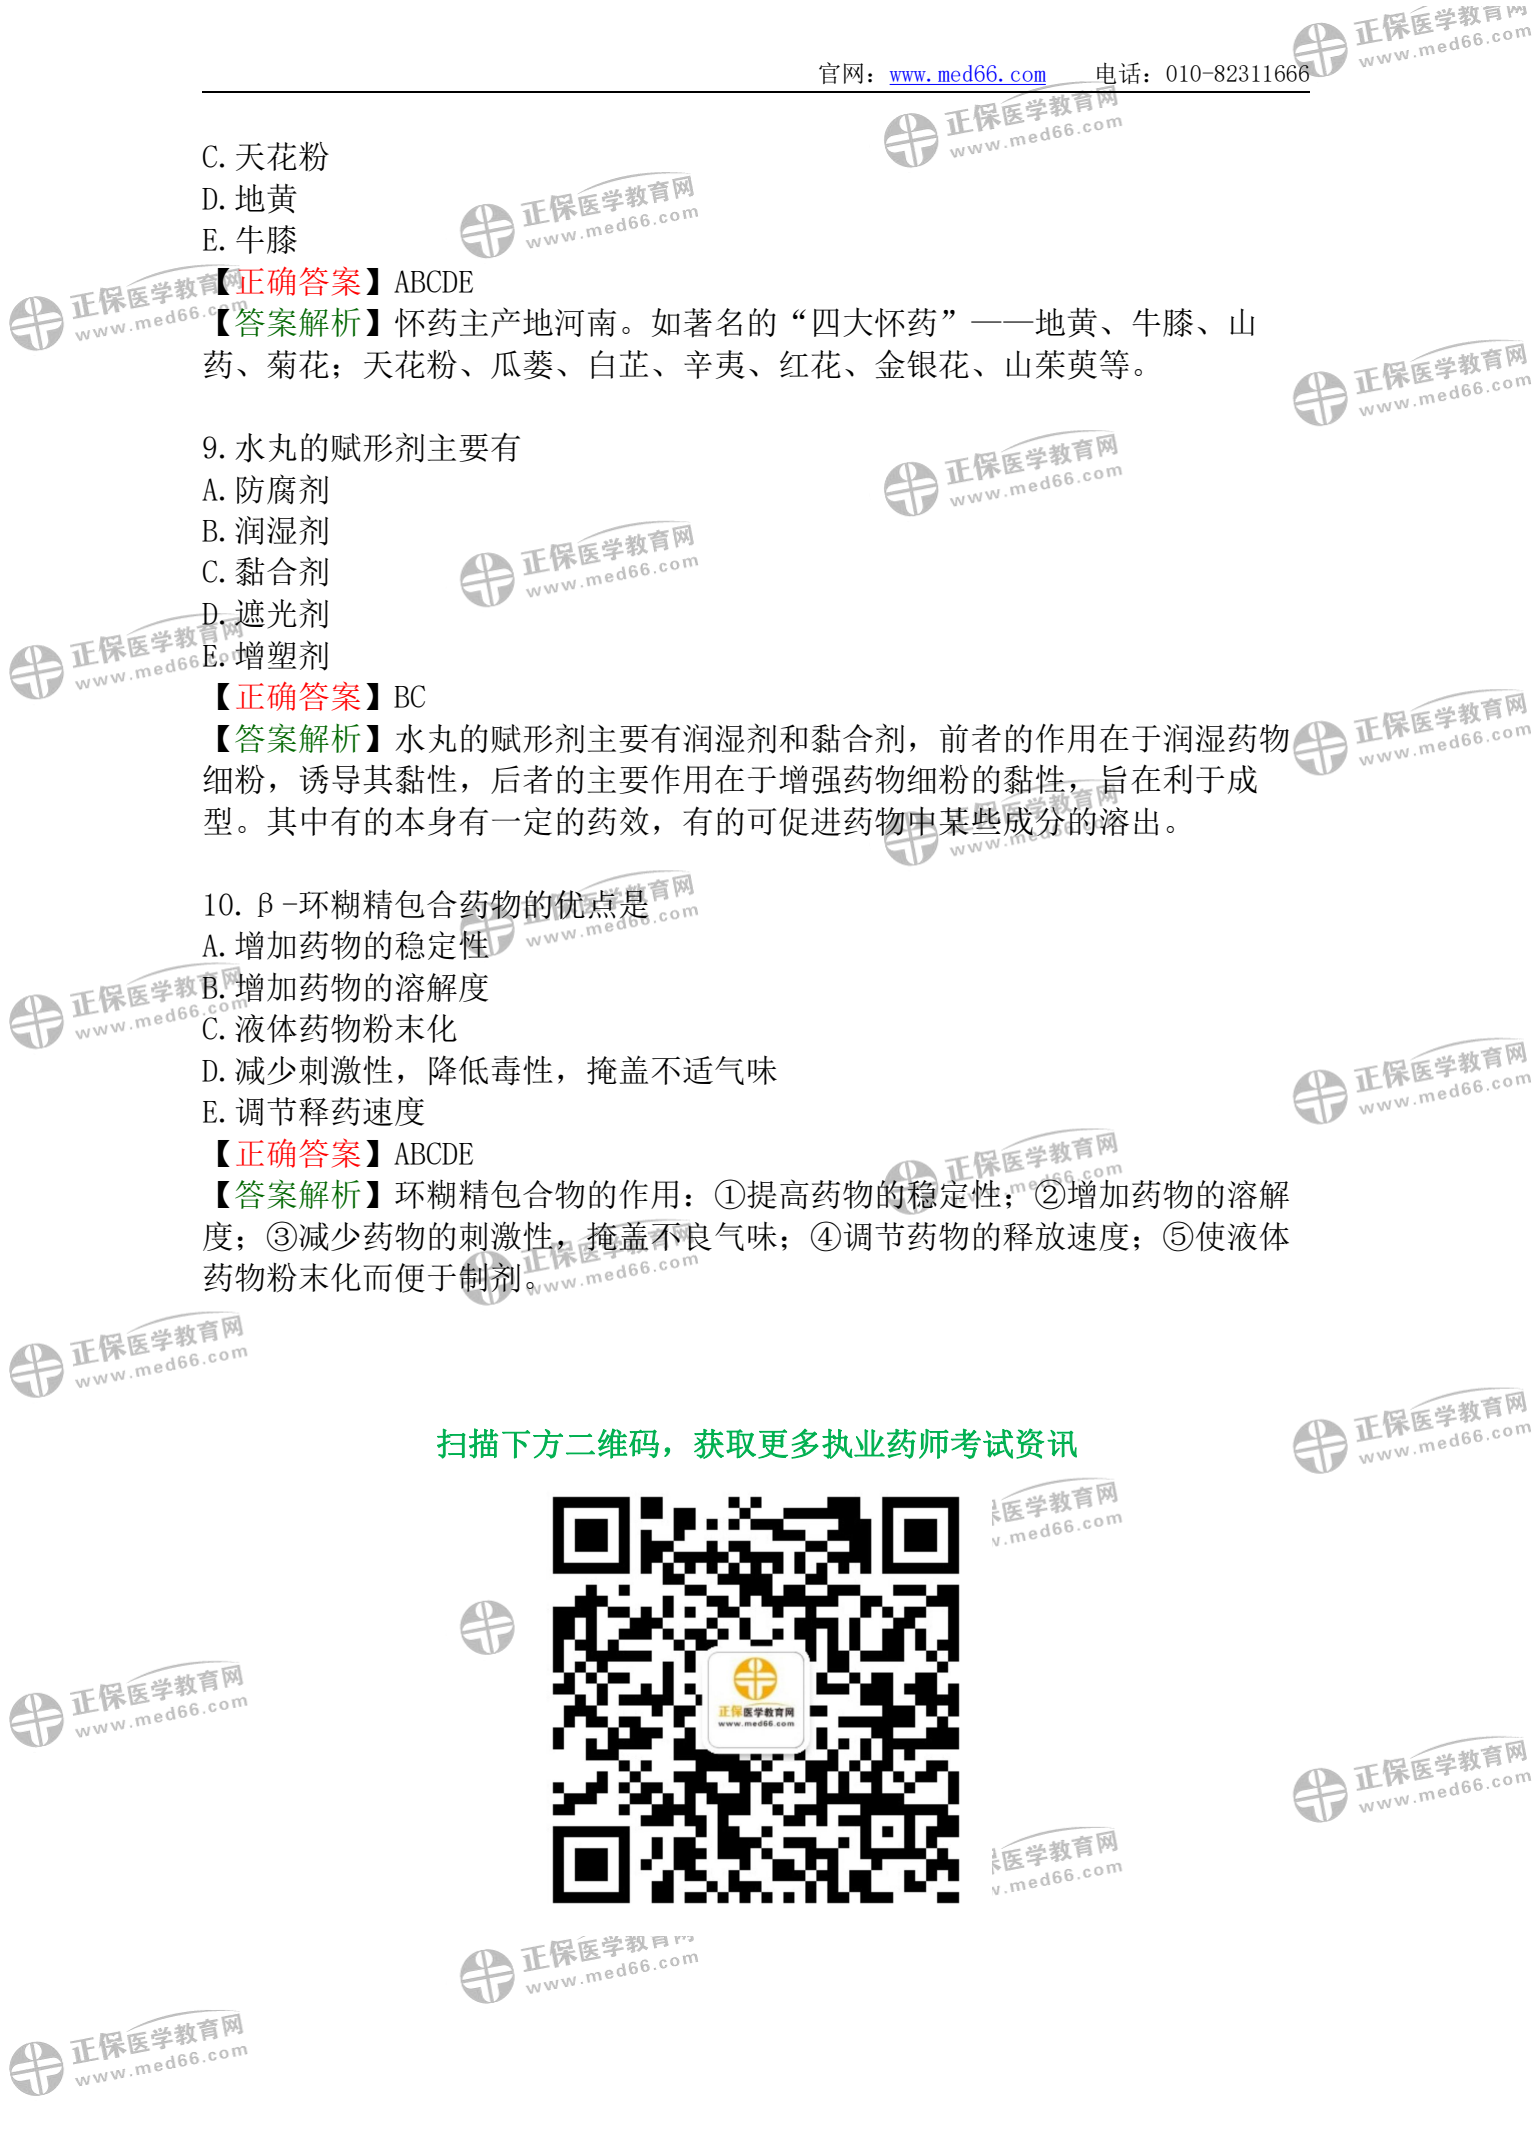 官网：www.med66.com 电话：010-82311666
C.天花粉
D.地黄
E.牛膝
【正确答案】ABCDE
【答案解析】怀药主产地河南。如著名的“四大怀药”——地黄、牛膝、山
药、菊花；天花粉、瓜蒌、白芷、辛夷、红花、金银花、山茱萸等。
9.水丸的赋形剂主要有
A.防腐剂
B.润湿剂
C.黏合剂
D.遮光剂
E.增塑剂
【正确答案】BC
【答案解析】水丸的赋形剂主要有润湿剂和黏合剂，前者的作用在于润湿药物
细粉，诱导其黏性，后者的主要作用在于增强药物细粉的黏性，旨在利于成
型。其中有的本身有一定的药效，有的可促进药物中某些成分的溶出。
10.β-环糊精包合药物的优点是
A.增加药物的稳定性
B.增加药物的溶解度
C.液体药物粉末化
D.减少刺激性，降低毒性，掩盖不适气味
E.调节释药速度
【正确答案】ABCDE
【答案解析】环糊精包合物的作用：①提高药物的稳定性；②增加药物的溶解
度；③减少药物的刺激性，掩盖不良气味；④调节药物的释放速度；⑤使液体
药物粉末化而便于制剂。
扫描下方二维码，获取更多执业药师考试资讯
正保医学教育网
www.med66.com